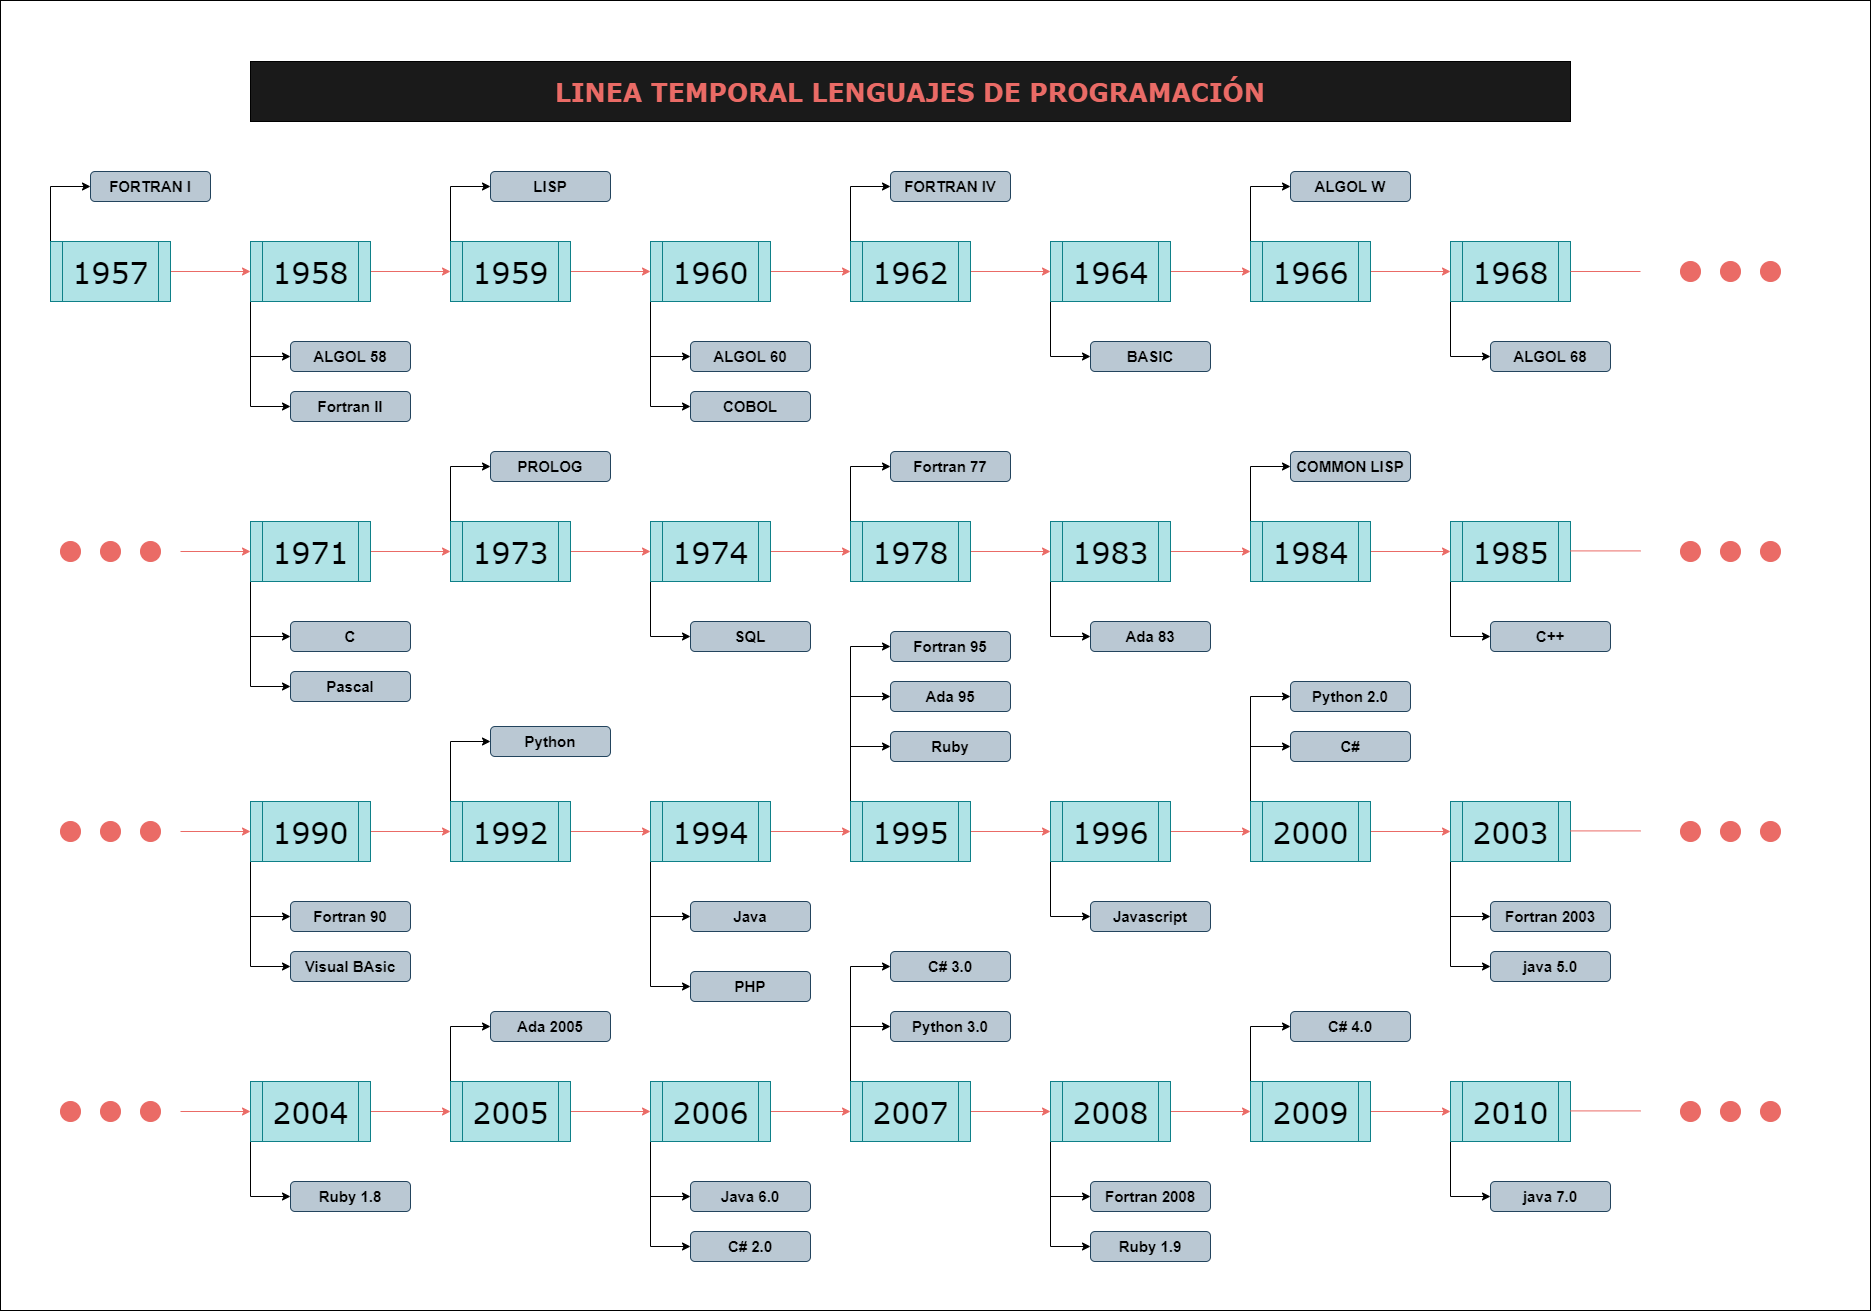 LINEA TEMPORAL LENGUAJES DE PROGRAMACIÓN
FORTRAN I
LISP
FORTRAN IV
ALGOL W
1957
1958
1959
1960
1962
1964
1966
1968
ALGOL 58
ALGOL 60
BASIC
ALGOL 68
Fortran II
COBOL
PROLOG
Fortran 77
COMMON LISP
1971
1973
1974
1978
1983
1984
1985
C
SQL
Ada 83
C++
Pascal
Fortran 95
Ada 95
Python 2.0
Python
Ruby
C#
1990
1992
1994
1995
1996
2000
2003
Fortran 90
Java
Javascript
Fortran 2003
Visual BAsic
PHP
java 5.0
C# 3.0
Ada 2005
Python 3.0
C# 4.0
2004
2005
2006
2007
2008
2009
2010
Ruby 1.8
Java 6.0
Fortran 2008
java 7.0
C# 2.0
Ruby 1.9